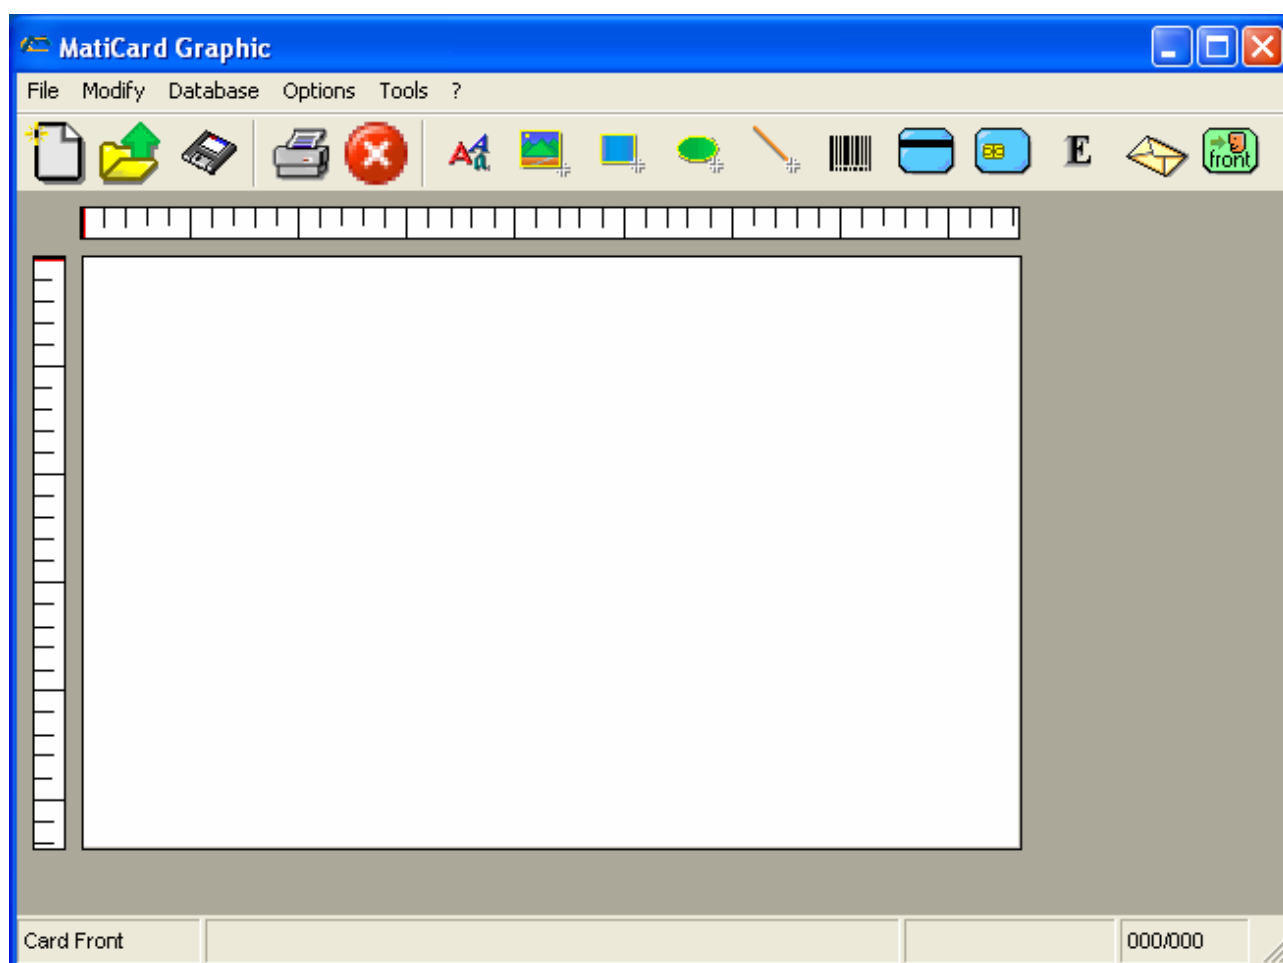 MatiCard Graphic
File Modify Database Options Tools ?
E
front
Card Front 000/000